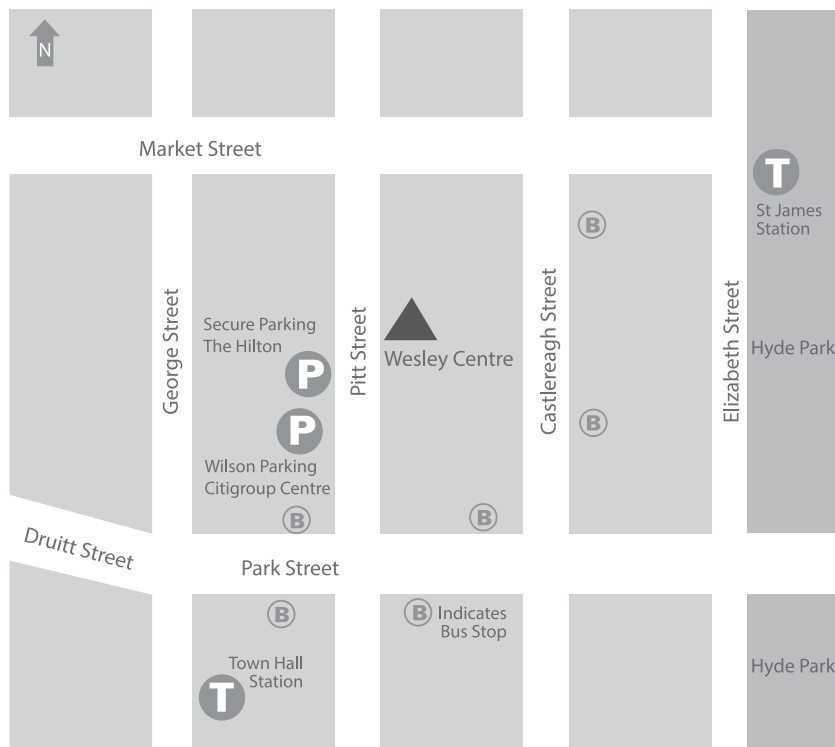 N
Market Street
T
St James
Station
B
George Street
Secure Parking
The Hilton
P
Pitt Street
Wesley Centre
Castlereagh Street
Elizabeth Street
Hyde Park
P
B
Wilson Parking
Citigroup Centre
B
B
Druitt Street
Park Street
B
B Indicates
Bus Stop
Town Hall
Station
T
Hyde Park